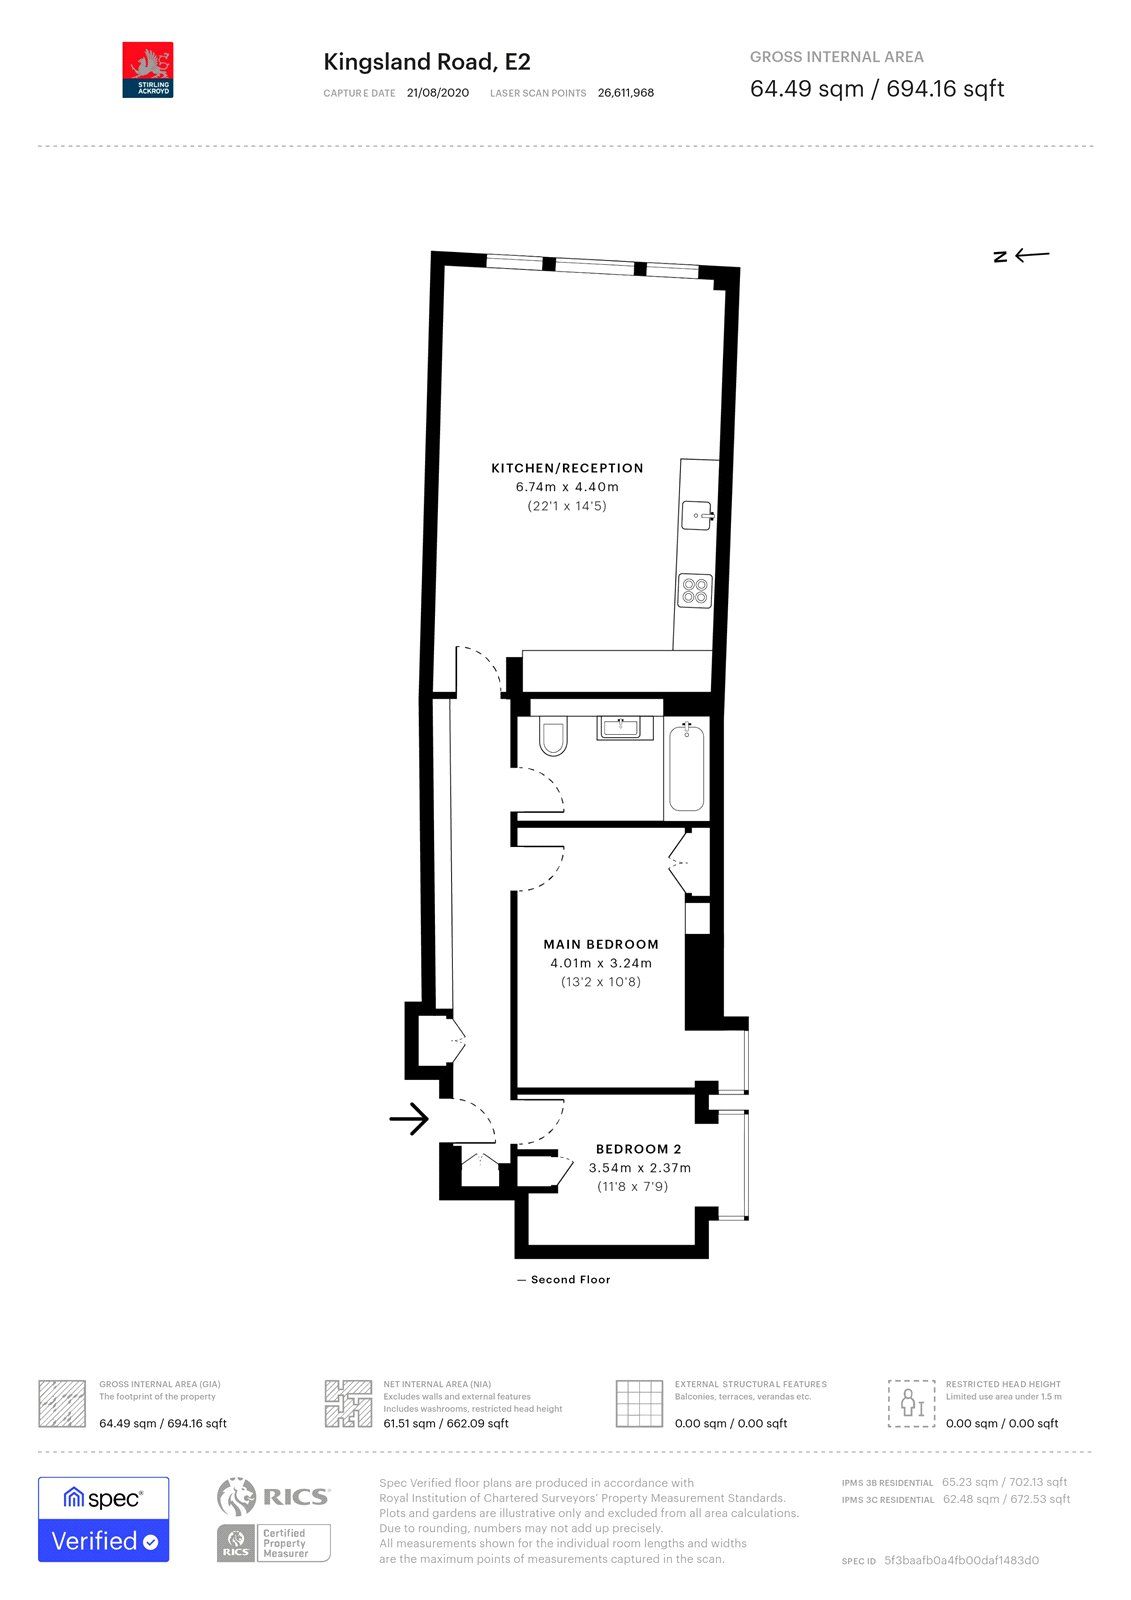 STIRLING
ACKROYD
Kingsland Road, E2
CAPTURE DATE 21/08/2020 LASER SCAN POINTS 26,611,968
GROSS INTERNAL AREA
64.49 sqm / 694.16 sqft
N
KITCHEN/RECEPTION
6.74m x 4.40m
(22'1 x 14'5)
MAIN BEDROOM
4.01m x 3.24m
(13'2 x 10'8)
BEDROOM 2
3.54m x 2.37m
(11'8 x 7'9)
— Second Floor
GROSS INTERNAL AREA (GIA)
The footprint of the property
64.49 sqm / 694.16 sqft
NET INTERNAL AREA (NIA)
Excludes walls and external features
Includes washrooms, restricted head height
61.51 sqm / 662.09 sqft
EXTERNAL STRUCTURAL FEATURES
Balconies, terraces, verandas etc.
0.00 sqm / 0.00 sqft
RESTRICTED HEAD HEIGHT
Limited use area under 1.5 m
0.00 sqm / 0.00 sqft
spec®
Verified
RICS®
RICS
Certified
Property
Measurer
Spec Verified floor plans are produced in accordance with
Royal Institution of Chartered Surveyors' Property Measurement Standards.
Plots and gardens are illustrative only and excluded from all area calculations.
Due to rounding, numbers may not add up precisely.
All measurements shown for the individual room lengths and widths
are the maximum points of measurements captured in the scan.
IPMS 3B RESIDENTIAL 65.23 sqm / 702.13 sqft
IPMS 3C RESIDENTIAL 62.48 sqm / 672.53 sqft
SPEC ID 5f3baafb0a4fb00daf1483d0